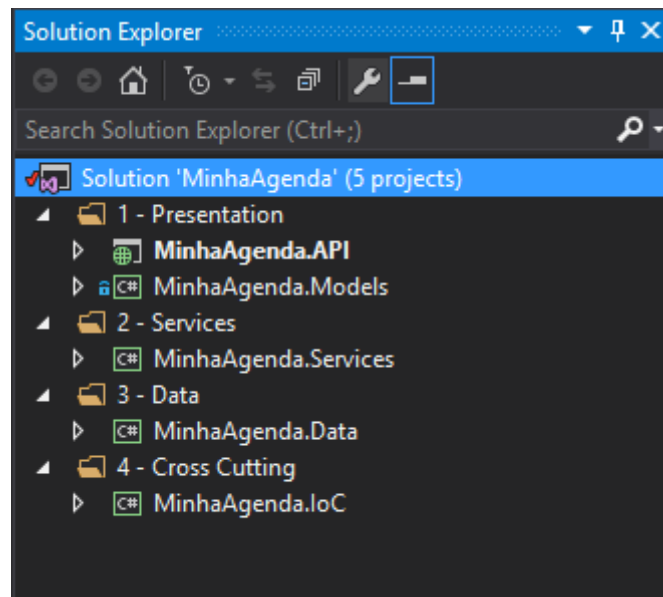 Solution Explorer
Search Solution Explorer (Ctrl+;)
Solution 'MinhaAgenda' (5 projects)
1 - Presentation
MinhaAgenda.API
C# MinhaAgenda.Models
2 - Services
C# MinhaAgenda.Services
3 - Data
C# MinhaAgenda.Data
4 - Cross Cutting
C# MinhaAgenda.IoC